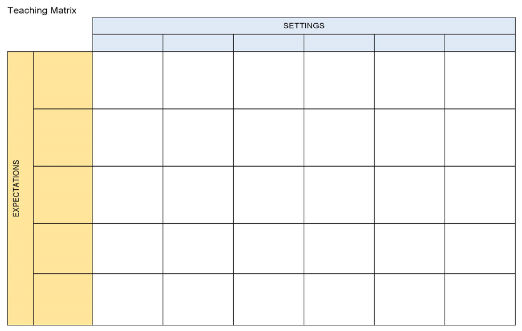 Teaching Matrix
SETTINGS
EXPECTATIONS